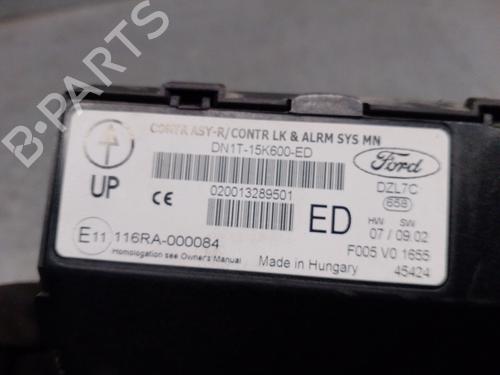 CONTR ASY-R/CONTR LK & ALRM SYS MN
DN1T-15K600-ED
Ford
UP
CE
020013289501
ED
DZL7C
658
HW SW
07 / 09.02
E11 116RA-000084
Homologation see Owner's Manual
Made in Hungary
F005 V0 1655
45424
B-PARTS